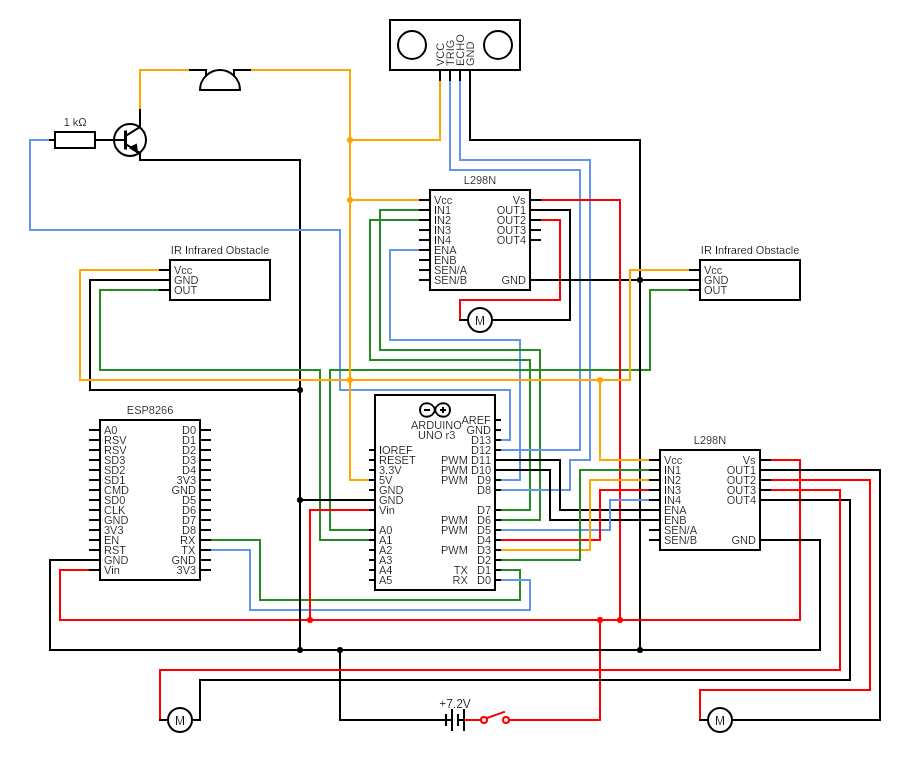 VCC
TRIG
ECHO
GND
1 kΩ
L298N
Vcc
IN1
IN2
IN3
IN4
ENA
ENB
SEN/A
SEN/B
Vs
OUT1
OUT2
OUT3
OUT4
GND
M
IR Infrared Obstacle
Vcc
GND
OUT
IR Infrared Obstacle
Vcc
GND
OUT
ESP8266
A0
RSV
RSV
SD3
SD2
SD1
CMD
SD0
CLK
GND
3V3
EN
RST
GND
Vin
D0
D1
D2
D3
D4
3V3
GND
D5
D6
D7
D8
RX
TX
GND
3V3
ARDUINO
UNO r3
IOREF
RESET
3.3V
5V
GND
GND
Vin
A0
A1
A2
A3
A4
A5
AREF
GND
D13
D12
PWM D11
PWM D10
PWM D9
D8
D7
PWM D6
PWM D5
D4
PWM D3
D2
TX D1
RX D0
L298N
Vcc
IN1
IN2
IN3
IN4
ENA
ENB
SEN/A
SEN/B
Vs
OUT1
OUT2
OUT3
OUT4
GND
M
+7.2V
M